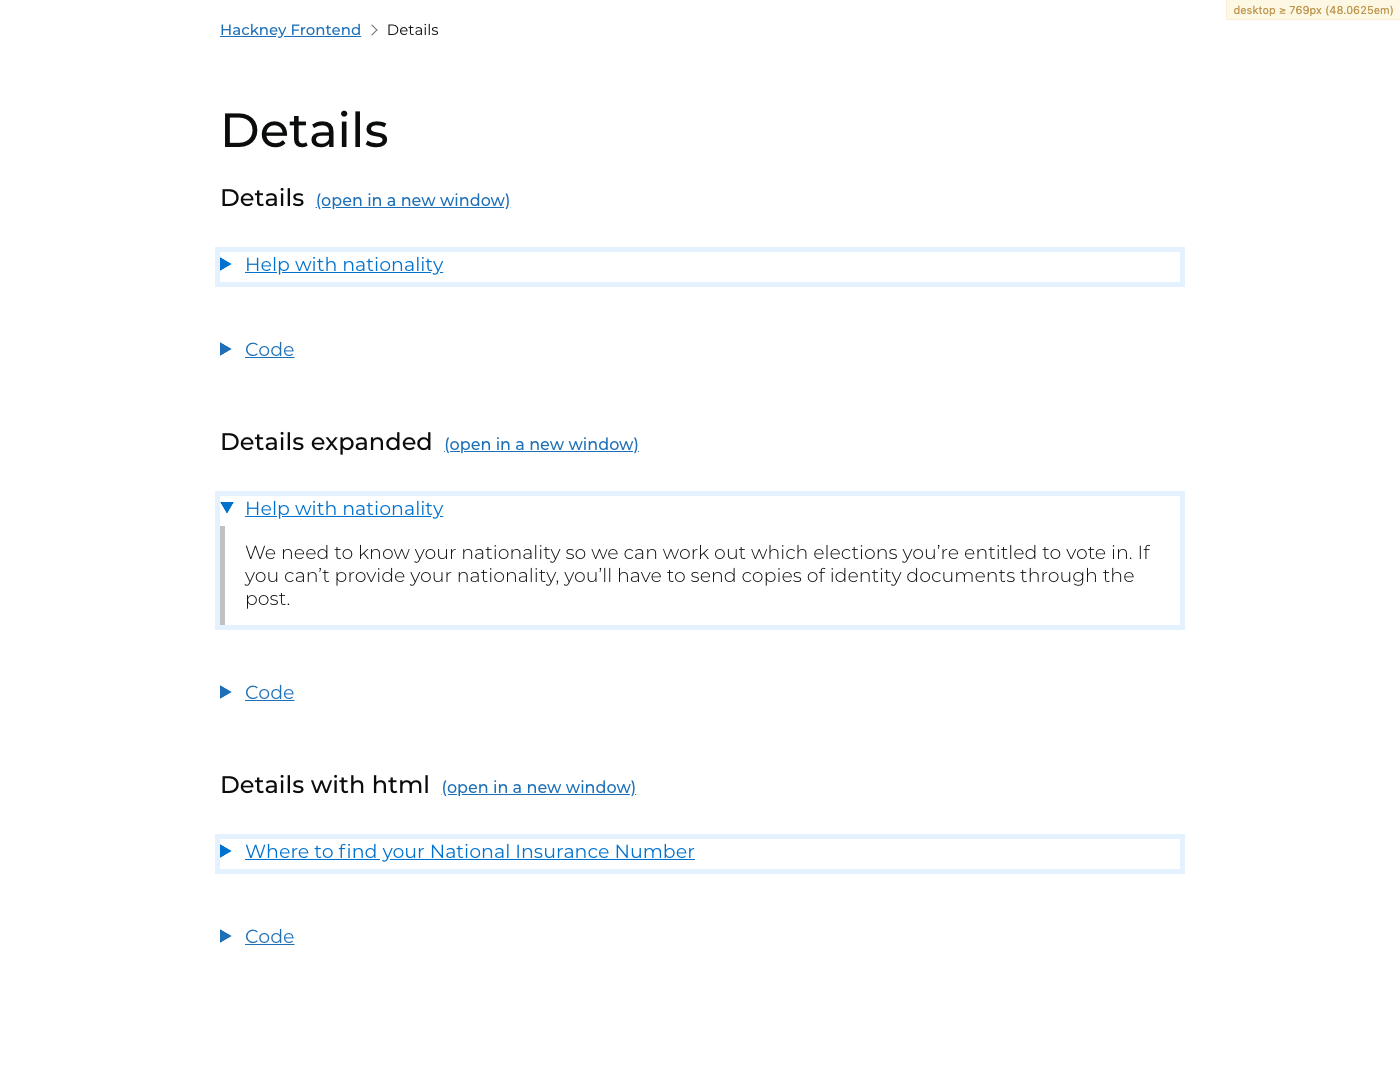 desktop ≥ 769px (48.0625em)
Hackney Frontend > Details
Details
Details (open in a new window)
Help with nationality
Code
Details expanded (open in a new window)
Help with nationality
We need to know your nationality so we can work out which elections you’re entitled to vote in. If
you can’t provide your nationality, you’ll have to send copies of identity documents through the
post.
Code
Details with html (open in a new window)
Where to find your National Insurance Number
Code